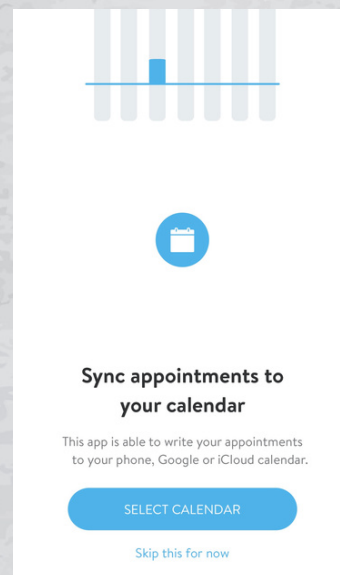 Sync appointments to
your calendar
This app is able to write your appointments
to your phone, Google or iCloud calendar.
SELECT CALENDAR
Skip this for now